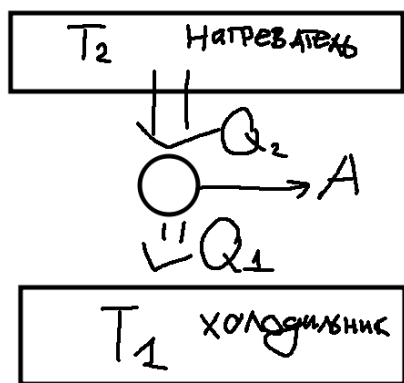 T₂ Нагреватель
Q₂
A
Q₁
T₁ холодильник